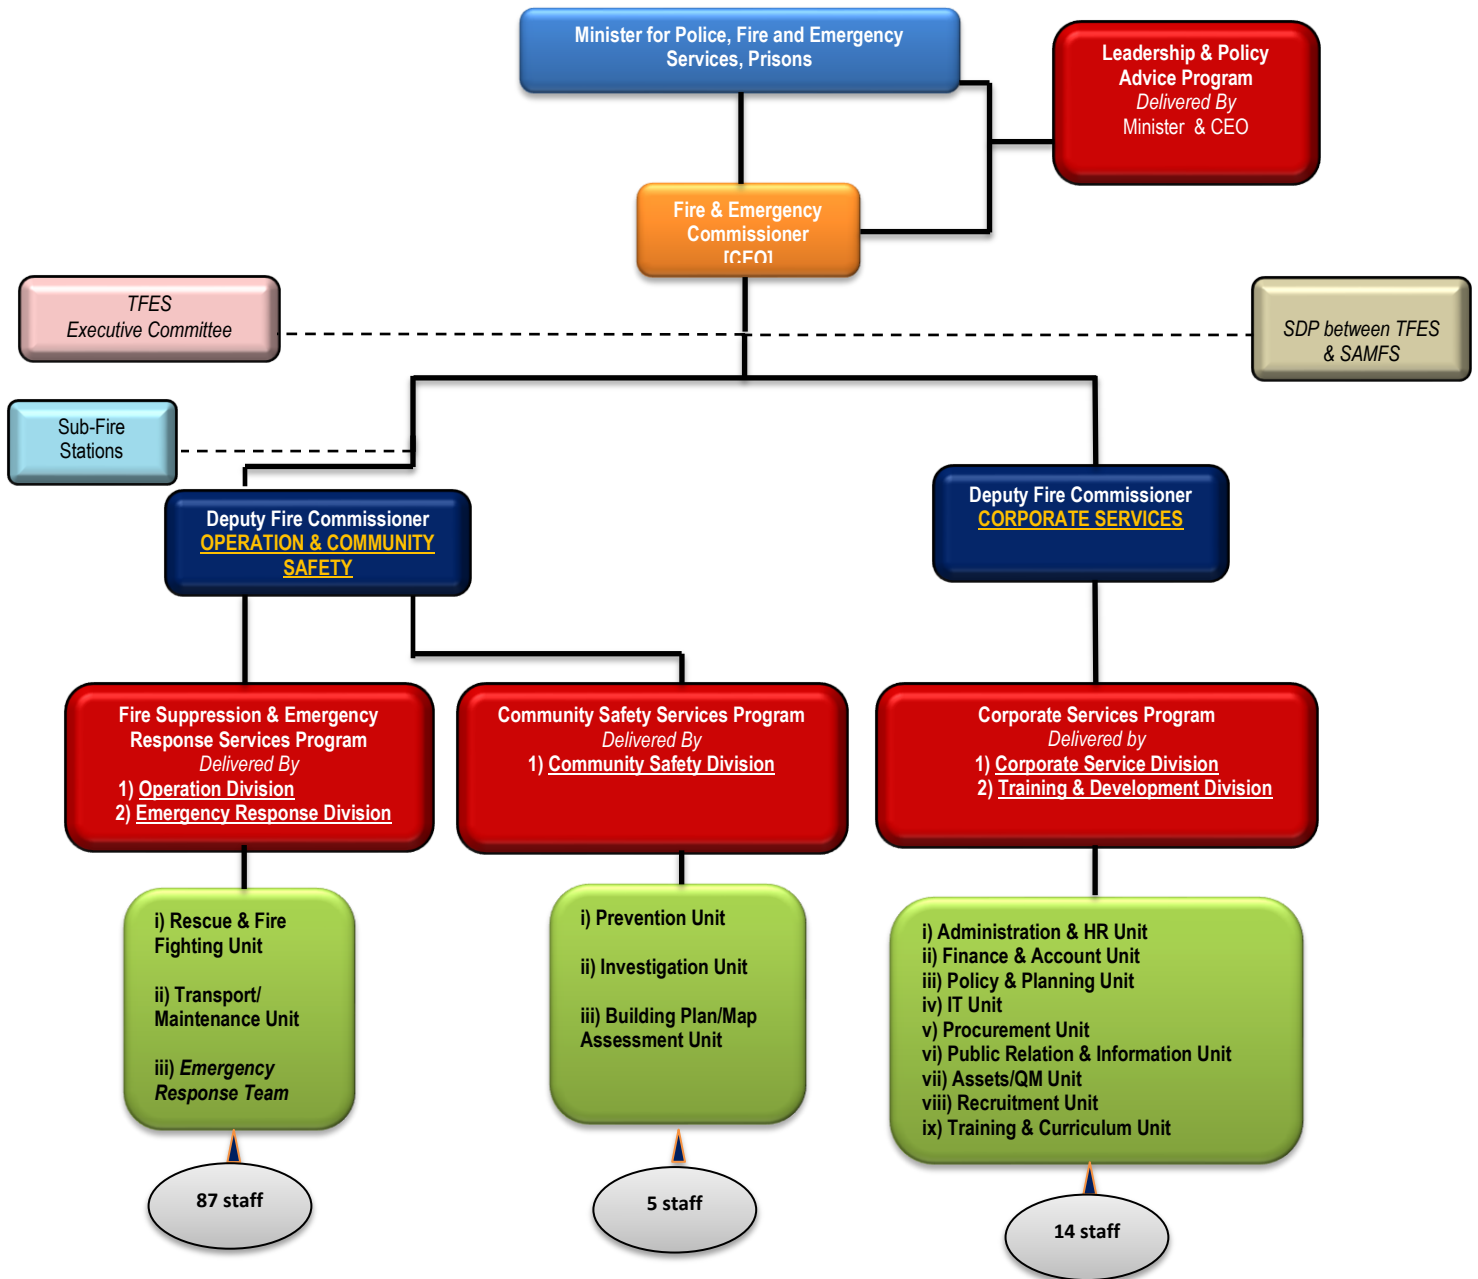 Minister for Police, Fire and Emergency
Services, Prisons
Leadership & Policy
Advice Program
Delivered By
Minister & CEO
Fire & Emergency
Commissioner
[CEO]
TFES
Executive Committee
SDP between TFES
& SAMFS
Sub-Fire
Stations
Deputy Fire Commissioner
OPERATION & COMMUNITY
SAFETY
Deputy Fire Commissioner
CORPORATE SERVICES
Fire Suppression & Emergency
Response Services Program
Delivered By
1) Operation Division
2) Emergency Response Division
Community Safety Services Program
Delivered By
1) Community Safety Division
Corporate Services Program
Delivered by
1) Corporate Service Division
2) Training & Development Division
i) Rescue & Fire
Fighting Unit
ii) Transport/
Maintenance Unit
iii) Emergency
Response Team
i) Prevention Unit
ii) Investigation Unit
iii) Building Plan/Map
Assessment Unit
i) Administration & HR Unit
ii) Finance & Account Unit
iii) Policy & Planning Unit
iv) IT Unit
v) Procurement Unit
vi) Public Relation & Information Unit
vii) Assets/QM Unit
viii) Recruitment Unit
ix) Training & Curriculum Unit
87 staff
5 staff
14 staff